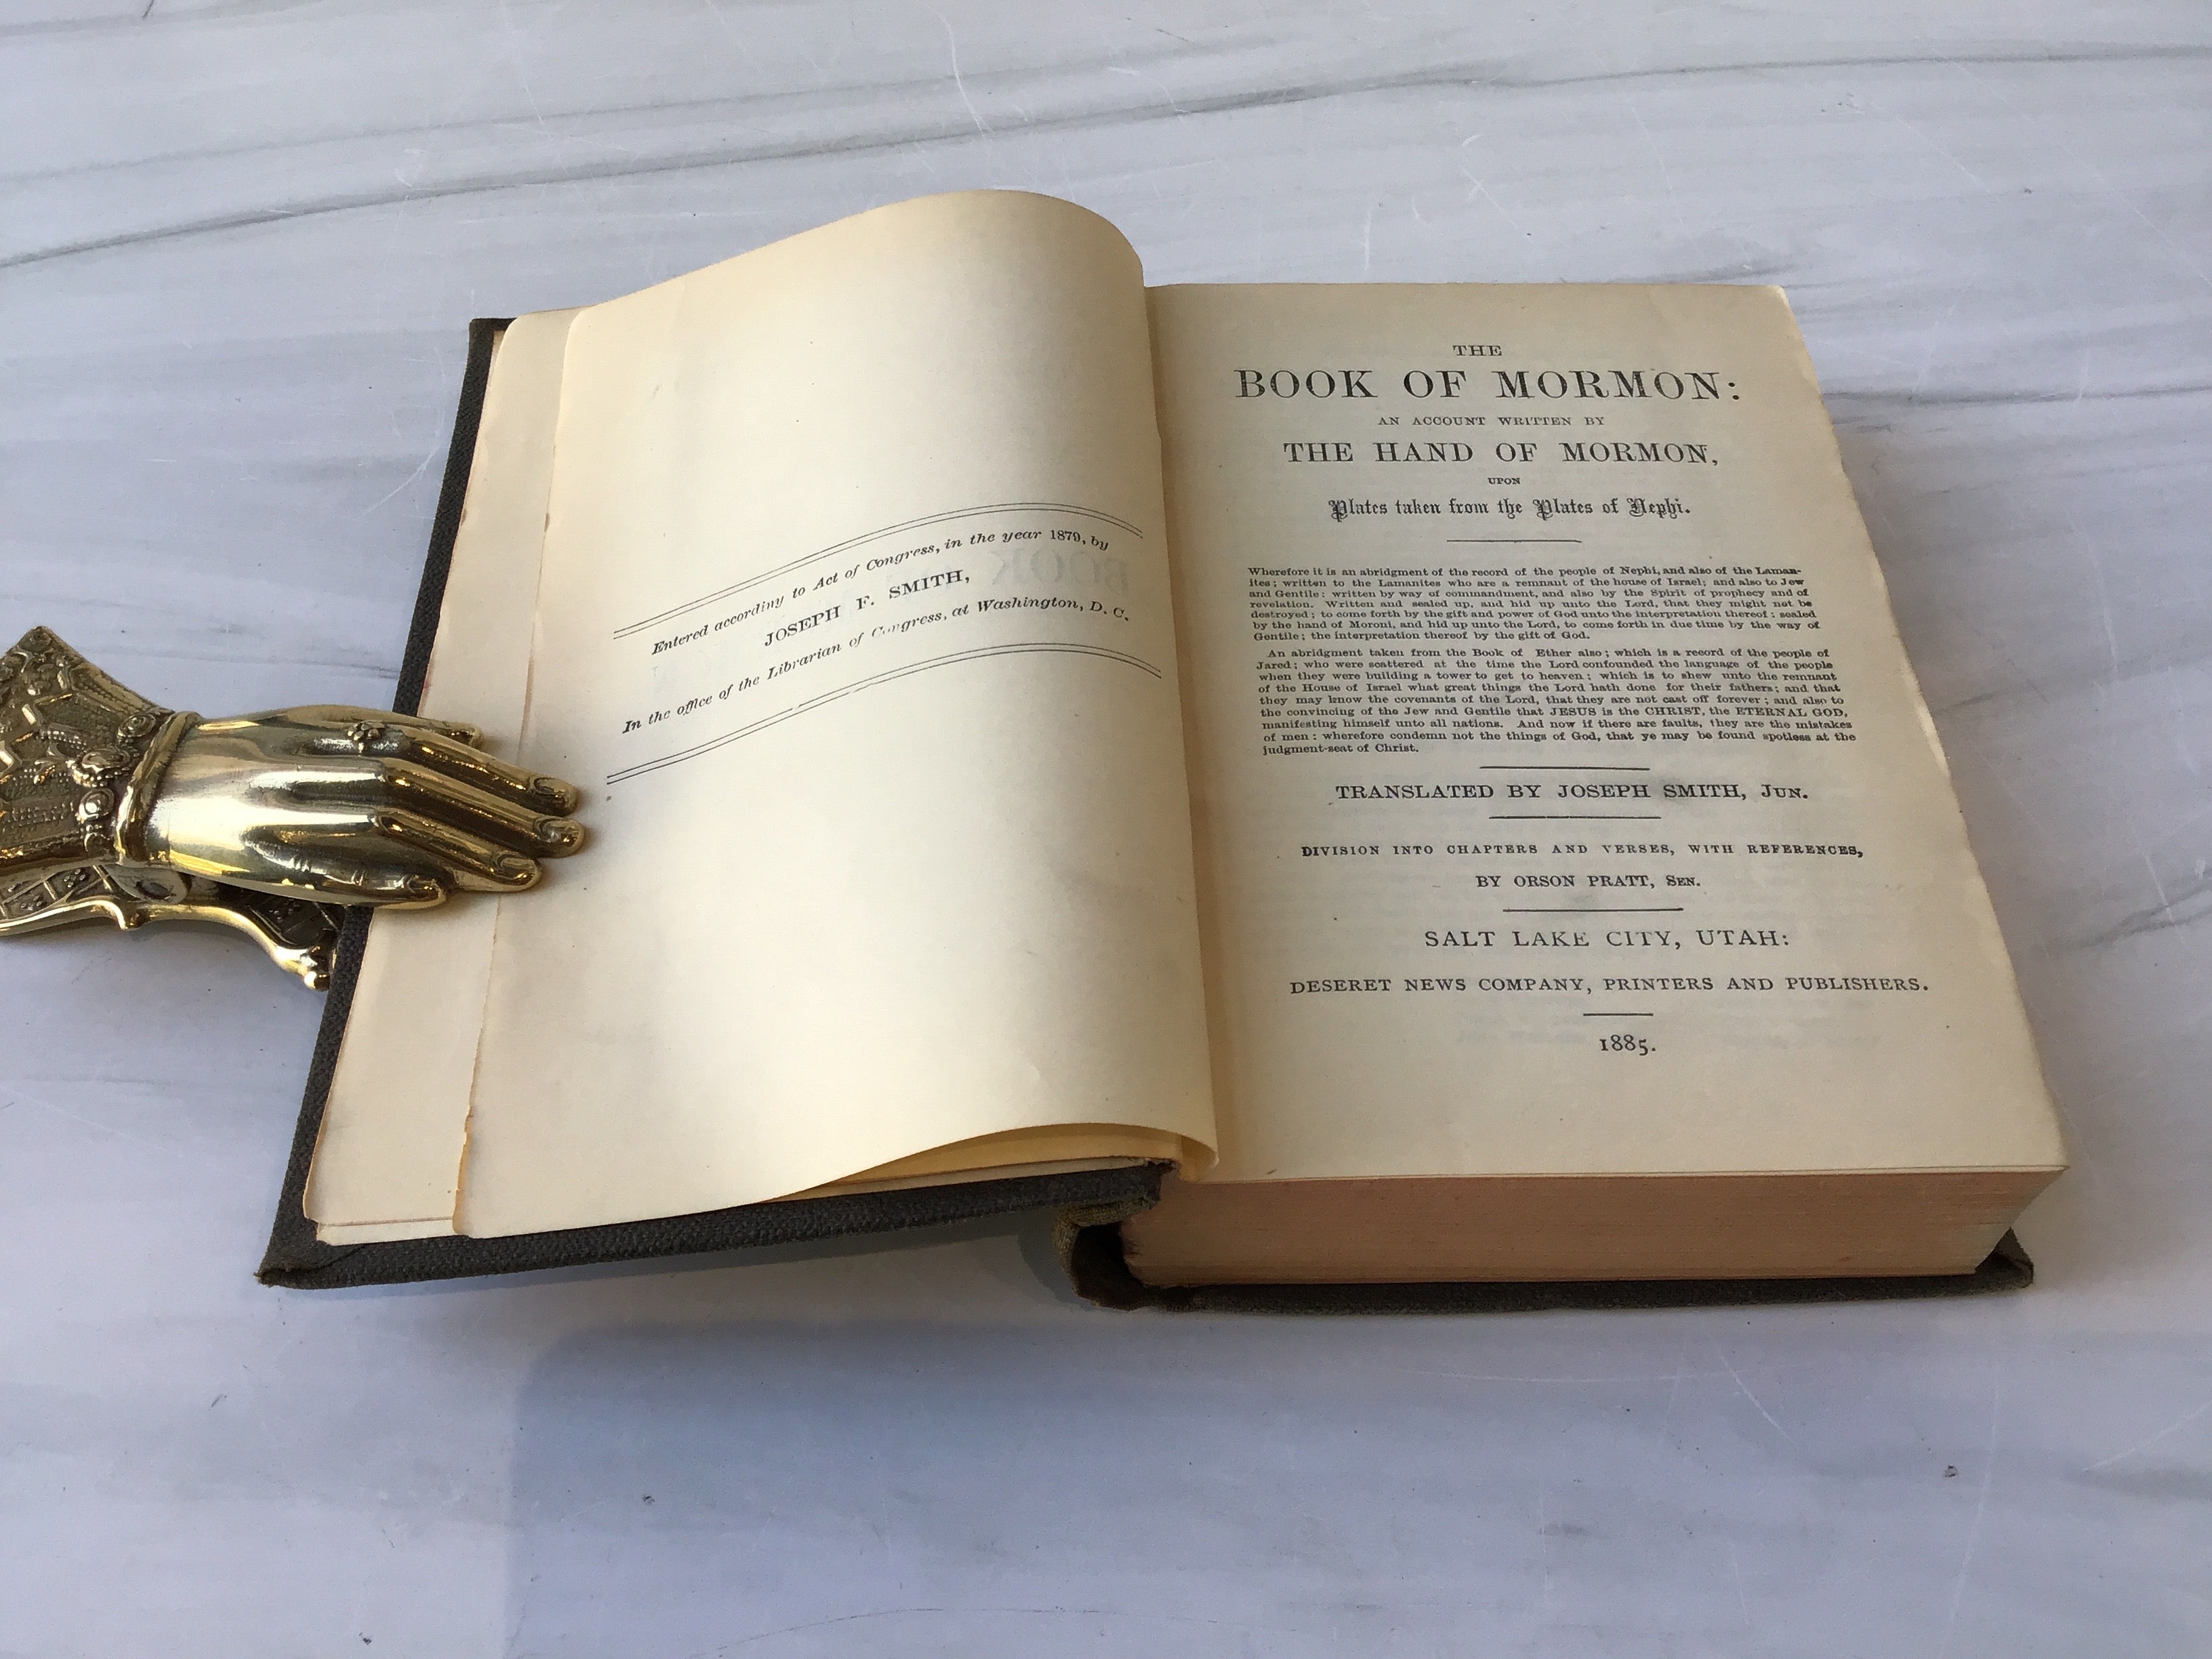 Entered according to Act of Congress, in the year 1879, by
JOSEPH F. SMITH,
In the office of the Librarian of Congress, at Washington, D. C.
THE
BOOK OF MORMON:
AN ACCOUNT WRITTEN BY
THE HAND OF MORMON,
UPON
Plates taken from the Plates of Nephi.
Wherefore it is an abridgment of the record of the people of Nephi, and also of the Laman-
ites; written to the Lamanites who are a remnant of the house of Israel; and also to Jew
and Gentile: written by way of commandment, and also by the Spirit of prophecy and of
revelation. Written and sealed up, and hid up unto the Lord, that they might not be
destroyed; to come forth by the gift and power of God unto the interpretation thereof: sealed
by the hand of Moroni, and hid up unto the Lord, to come forth in due time by the way of
Gentile; the interpretation thereof by the gift of God.
An abridgment taken from the Book of Ether also; which is a record of the people of
Jared; who were scattered at the time the Lord confounded the language of the people
when they were building a tower to get to heaven; which is to shew unto the remnant
of the House of Israel what great things the Lord hath done for their fathers; and that
they may know the covenants of the Lord, that they are not cast off forever; and also to
the convincing of the Jew and Gentile that JESUS is the CHRIST, the ETERNAL GOD,
manifesting himself unto all nations. And now if there are faults, they are the mistakes
of men: wherefore condemn not the things of God, that ye may be found spotless at the
judgment-seat of Christ.
TRANSLATED BY JOSEPH SMITH, JUN.
DIVISION INTO CHAPTERS AND VERSES, WITH REFERENCES,
BY ORSON PRATT, SEN.
SALT LAKE CITY, UTAH:
DESERET NEWS COMPANY, PRINTERS AND PUBLISHERS.
1885.